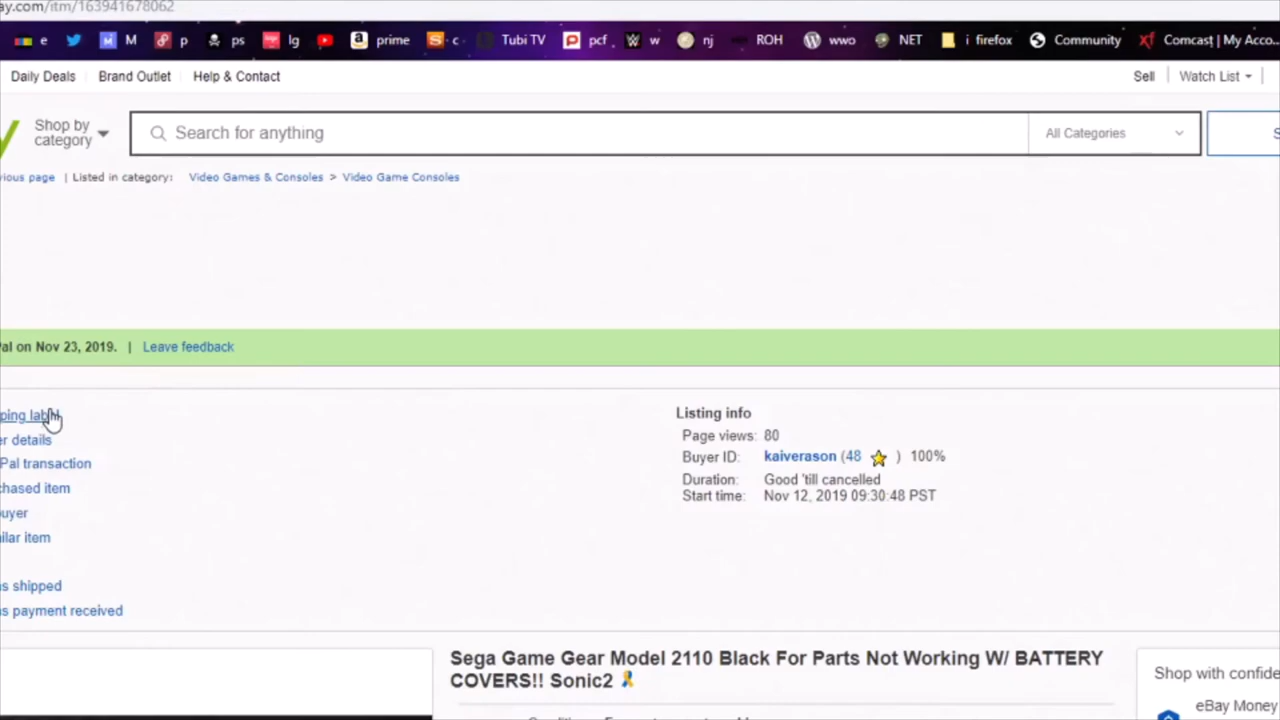 ay.com/itm/163941678062
e M p ps lg prime c Tubi TV pcf w nj ROH wwo NET i firefox Community Comcast | My Acco...
Daily Deals Brand Outlet Help & Contact Sell Watch List
Shop by category
Search for anything
All Categories
S
vious page | Listed in category: Video Games & Consoles > Video Game Consoles
Pal on Nov 23, 2019. | Leave feedback
ping label
er details
Pal transaction
chased item
buyer
ilar item
as shipped
as payment received
Listing info
Page views: 80
Buyer ID: kaiverason (48 ) 100%
Duration: Good 'till cancelled
Start time: Nov 12, 2019 09:30:48 PST
Sega Game Gear Model 2110 Black For Parts Not Working W/ BATTERY
COVERS!! Sonic2
Shop with confide
eBay Money